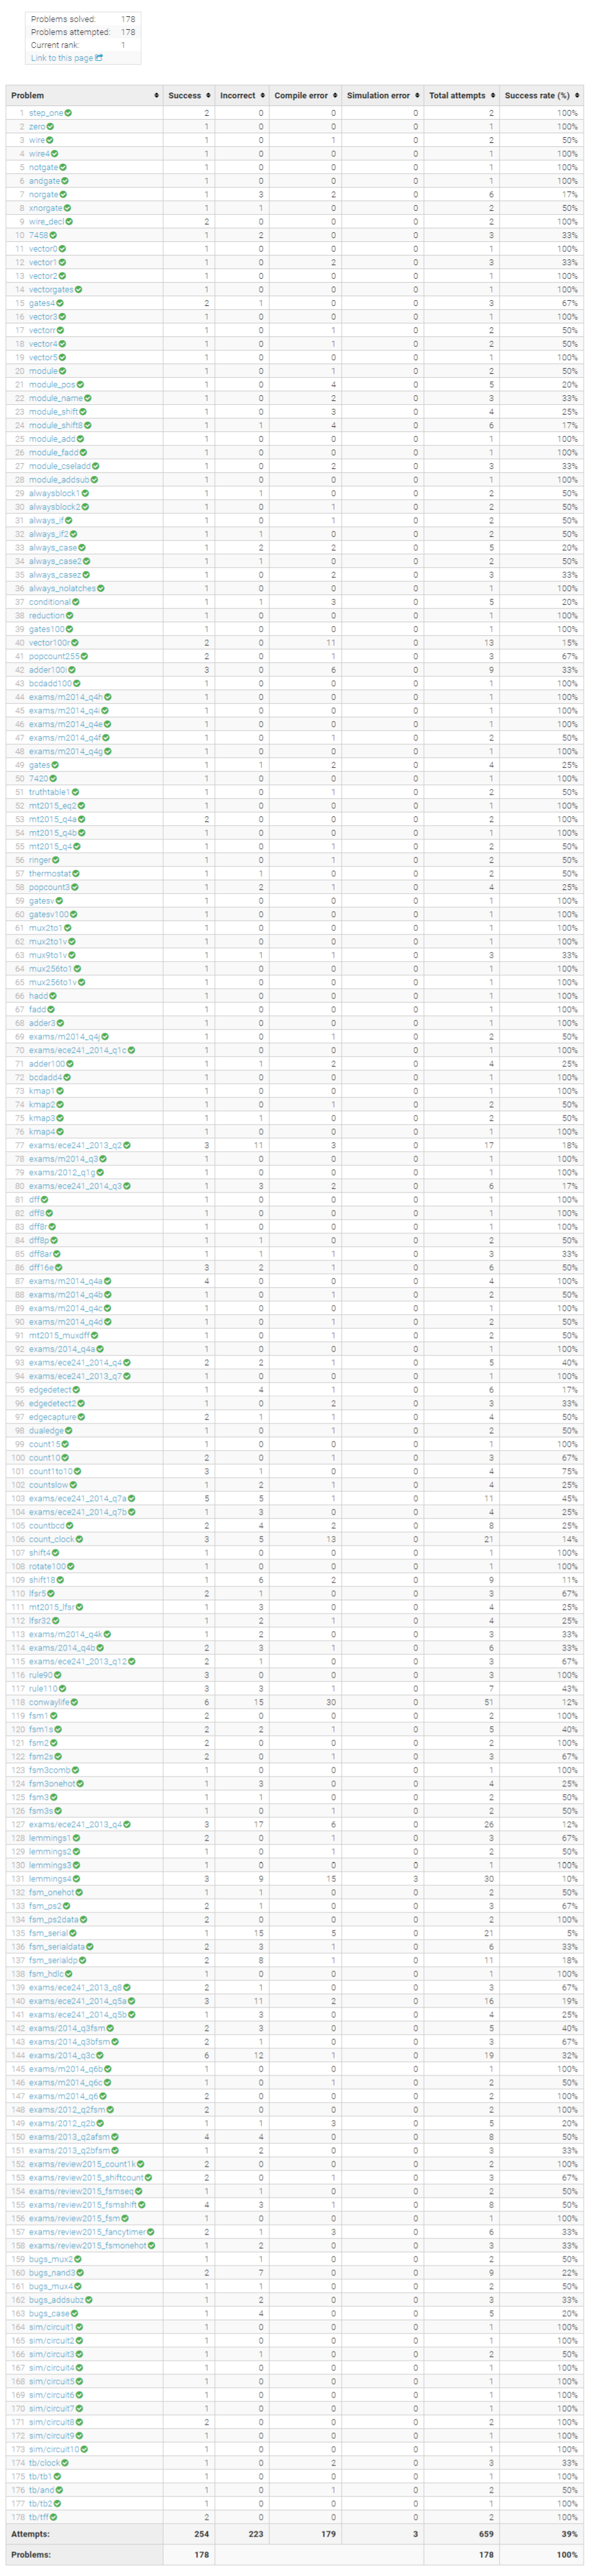 Problems solved: 178
Problems attempted: 178
Current rank: 1
Link to this page
Problem Success Incorrect Compile error Simulation error Total attempts Success rate (%)
1 step_one 2 0 0 0 2 100%
2 zero 1 0 0 0 1 100%
3 wire 1 0 1 0 2 50%
4 wire4 1 0 0 0 1 100%
5 notgate 1 0 0 0 1 100%
6 andgate 1 0 0 0 1 100%
7 norgate 1 3 2 0 6 17%
8 xnorgate 1 1 0 0 2 50%
9 wire_decl 2 0 0 0 2 100%
10 7458 1 2 0 0 3 33%
11 vector0 1 0 0 0 1 100%
12 vector1 1 0 2 0 3 33%
13 vector2 1 0 0 0 1 100%
14 vectorgates 1 0 0 0 1 100%
15 gates4 2 1 0 0 3 67%
16 vector3 1 0 0 0 1 100%
17 vectorr 1 0 1 0 2 50%
18 vector4 1 0 1 0 2 50%
19 vector5 1 0 0 0 1 100%
20 module 1 0 1 0 2 50%
21 module_pos 1 0 4 0 5 20%
22 module_name 1 0 2 0 3 33%
23 module_shift 1 0 3 0 4 25%
24 module_shift8 1 1 4 0 6 17%
25 module_add 1 0 0 0 1 100%
26 module_fadd 1 0 0 0 1 100%
27 module_cseladd 1 0 2 0 3 33%
28 module_addsub 1 0 0 0 1 100%
29 alwaysblock1 1 1 0 0 2 50%
30 alwaysblock2 1 0 1 0 2 50%
31 always_if 1 0 1 0 2 50%
32 always_if2 1 1 0 0 2 50%
33 always_case 1 2 2 0 5 20%
34 always_case2 1 1 0 0 2 50%
35 always_casez 1 0 2 0 3 33%
36 always_nolatches 1 0 0 0 1 100%
37 conditional 1 1 3 0 5 20%
38 reduction 1 0 0 0 1 100%
39 gates100 1 0 0 0 1 100%
40 vector100r 2 0 11 0 13 15%
41 popcount255 2 0 1 0 3 67%
42 adder100i 3 0 6 0 9 33%
43 bcdadd100 1 0 0 0 1 100%
44 exams/m2014_q4h 1 0 0 0 1 100%
45 exams/m2014_q4i 1 0 0 0 1 100%
46 exams/m2014_q4e 1 0 0 0 1 100%
47 exams/m2014_q4f 1 0 1 0 2 50%
48 exams/m2014_q4g 1 0 0 0 1 100%
49 gates 1 1 2 0 4 25%
50 7420 1 0 0 0 1 100%
51 truthtable1 1 0 1 0 2 50%
52 mt2015_eq2 1 0 0 0 1 100%
53 mt2015_q4a 2 0 0 0 2 100%
54 mt2015_q4b 1 0 0 0 1 100%
55 mt2015_q4 1 0 1 0 2 50%
56 ringer 1 0 1 0 2 50%
57 thermostat 1 1 0 0 2 50%
58 popcount3 1 2 1 0 4 25%
59 gatesv 1 0 0 0 1 100%
60 gatesv100 1 0 0 0 1 100%
61 mux2to1 1 0 0 0 1 100%
62 mux2to1v 1 0 0 0 1 100%
63 mux9to1v 1 1 1 0 3 33%
64 mux256to1 1 0 0 0 1 100%
65 mux256to1v 1 0 0 0 1 100%
66 hadd 1 0 0 0 1 100%
67 fadd 1 0 0 0 1 100%
68 adder3 1 0 0 0 1 100%
69 exams/m2014_q4j 1 0 1 0 2 50%
70 exams/ece241_2014_q1c 1 0 0 0 1 100%
71 adder100 1 1 2 0 4 25%
72 bcdadd4 1 0 0 0 1 100%
73 kmap1 1 0 0 0 1 100%
74 kmap2 1 0 1 0 2 50%
75 kmap3 1 1 0 0 2 50%
76 kmap4 1 0 0 0 1 100%
77 exams/ece241_2013_q2 3 11 3 0 17 18%
78 exams/m2014_q3 1 0 0 0 1 100%
79 exams/2012_q1g 1 0 0 0 1 100%
80 exams/ece241_2014_q3 1 3 2 0 6 17%
81 dff 1 0 0 0 1 100%
82 dff8 1 0 0 0 1 100%
83 dff8r 1 0 0 0 1 100%
84 dff8p 1 1 0 0 2 50%
85 dff8ar 1 1 1 0 3 33%
86 dff16e 3 2 1 0 6 50%
87 exams/m2014_q4a 4 0 0 0 4 100%
88 exams/m2014_q4b 1 0 1 0 2 50%
89 exams/m2014_q4c 1 0 0 0 1 100%
90 exams/m2014_q4d 1 0 1 0 2 50%
91 mt2015_muxdff 1 0 1 0 2 50%
92 exams/2014_q4a 1 0 0 0 1 100%
93 exams/ece241_2014_q4 2 2 1 0 5 40%
94 exams/ece241_2013_q7 1 0 0 0 1 100%
95 edgedetect 1 4 1 0 6 17%
96 edgedetect2 1 0 2 0 3 33%
97 edgecapture 2 1 1 0 4 50%
98 dualedge 1 0 1 0 2 50%
99 count15 1 0 0 0 1 100%
100 count10 2 0 1 0 3 67%
101 count1to10 3 1 0 0 4 75%
102 countslow 1 2 1 0 4 25%
103 exams/ece241_2014_q7a 5 5 1 0 11 45%
104 exams/ece241_2014_q7b 1 3 0 0 4 25%
105 countbcd 2 4 2 0 8 25%
106 count_clock 3 5 13 0 21 14%
107 shift4 1 0 0 0 1 100%
108 rotate100 1 0 0 0 1 100%
109 shift18 1 6 2 0 9 11%
110 lfsr5 2 1 0 0 3 67%
111 mt2015_lfsr 1 3 0 0 4 25%
112 lfsr32 1 2 1 0 4 25%
113 exams/m2014_q4k 1 2 0 0 3 33%
114 exams/2014_q4b 2 3 1 0 6 33%
115 exams/ece241_2013_q12 2 1 0 0 3 67%
116 rule90 3 0 0 0 3 100%
117 rule110 3 3 1 0 7 43%
118 conwaylife 6 15 30 0 51 12%
119 fsm1 2 0 0 0 2 100%
120 fsm1s 2 2 1 0 5 40%
121 fsm2 2 0 0 0 2 100%
122 fsm2s 2 0 1 0 3 67%
123 fsm3comb 1 0 0 0 1 100%
124 fsm3onehot 1 3 0 0 4 25%
125 fsm3 1 1 0 0 2 50%
126 fsm3s 1 0 1 0 2 50%
127 exams/ece241_2013_q4 3 17 6 0 26 12%
128 lemmings1 2 0 1 0 3 67%
129 lemmings2 1 0 1 0 2 50%
130 lemmings3 1 0 0 0 1 100%
131 lemmings4 3 9 15 3 30 10%
132 fsm_onehot 1 1 0 0 2 50%
133 fsm_ps2 2 1 0 0 3 67%
134 fsm_ps2data 2 0 0 0 2 100%
135 fsm_serial 1 15 5 0 21 5%
136 fsm_serialdata 2 3 1 0 6 33%
137 fsm_serialdp 2 8 1 0 11 18%
138 fsm_hdlc 1 0 0 0 1 100%
139 exams/ece241_2013_q8 2 1 0 0 3 67%
140 exams/ece241_2014_q5a 3 11 2 0 16 19%
141 exams/ece241_2014_q5b 1 3 0 0 4 25%
142 exams/2014_q3fsm 2 3 0 0 5 40%
143 exams/2014_q3bfsm 2 1 0 0 3 67%
144 exams/2014_q3c 6 12 1 0 19 32%
145 exams/m2014_q6b 1 0 0 0 1 100%
146 exams/m2014_q6c 1 0 1 0 2 50%
147 exams/m2014_q6 2 0 0 0 2 100%
148 exams/2012_q2fsm 2 0 0 0 2 100%
149 exams/2012_q2b 1 1 3 0 5 20%
150 exams/2013_q2afsm 4 4 0 0 8 50%
151 exams/2013_q2bfsm 1 2 0 0 3 33%
152 exams/review2015_count1k 2 0 0 0 2 100%
153 exams/review2015_shiftcount 2 0 1 0 3 67%
154 exams/review2015_fsmseq 1 1 0 0 2 50%
155 exams/review2015_fsmshift 4 3 1 0 8 50%
156 exams/review2015_fsm 1 0 0 0 1 100%
157 exams/review2015_fancytimer 2 1 3 0 6 33%
158 exams/review2015_fsmonehot 1 2 0 0 3 33%
159 bugs_mux2 1 1 0 0 2 50%
160 bugs_nand3 2 7 0 0 9 22%
161 bugs_mux4 1 1 0 0 2 50%
162 bugs_addsubz 1 2 0 0 3 33%
163 bugs_case 1 4 0 0 5 20%
164 sim/circuit1 1 0 0 0 1 100%
165 sim/circuit2 1 0 0 0 1 100%
166 sim/circuit3 1 1 0 0 2 50%
167 sim/circuit4 1 0 0 0 1 100%
168 sim/circuit5 1 0 0 0 1 100%
169 sim/circuit6 1 0 0 0 1 100%
170 sim/circuit7 1 0 0 0 1 100%
171 sim/circuit8 2 0 0 0 2 100%
172 sim/circuit9 1 0 0 0 1 100%
173 sim/circuit10 1 0 0 0 1 100%
174 tb/clock 1 0 2 0 3 33%
175 tb/tb1 1 0 0 0 1 100%
176 tb/and 1 0 1 0 2 50%
177 tb/tb2 1 0 0 0 1 100%
178 tb/tff 2 0 0 0 2 100%
Attempts: 254 223 179 3 659 39%
Problems: 178 178 100%